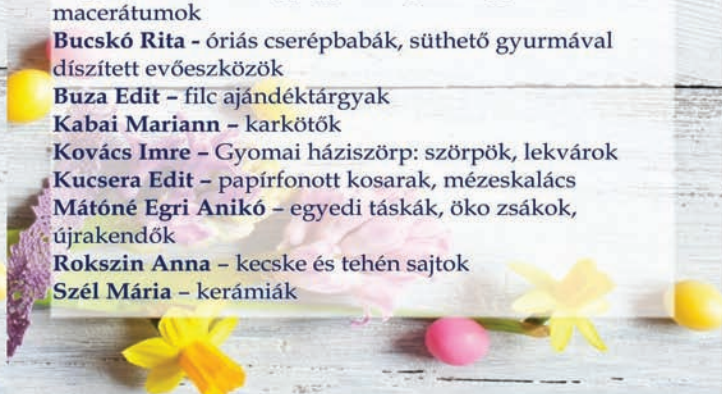 macerátumok
Bucskó Rita - óriás cserépbabák, süthető gyurmával
díszített evőeszközök
Buza Edit – filc ajándéktárgyak
Kabai Mariann – karkötők
Kovács Imre – Gyomai háziszörp: szörpök, lekvárok
Kucsera Edit – papírfonott kosarak, mézeskalács
Mátóné Egri Anikó – egyedi táskák, öko zsákok,
újrakendők
Rokszin Anna – kecske és tehén sajtok
Szél Mária – kerámiák